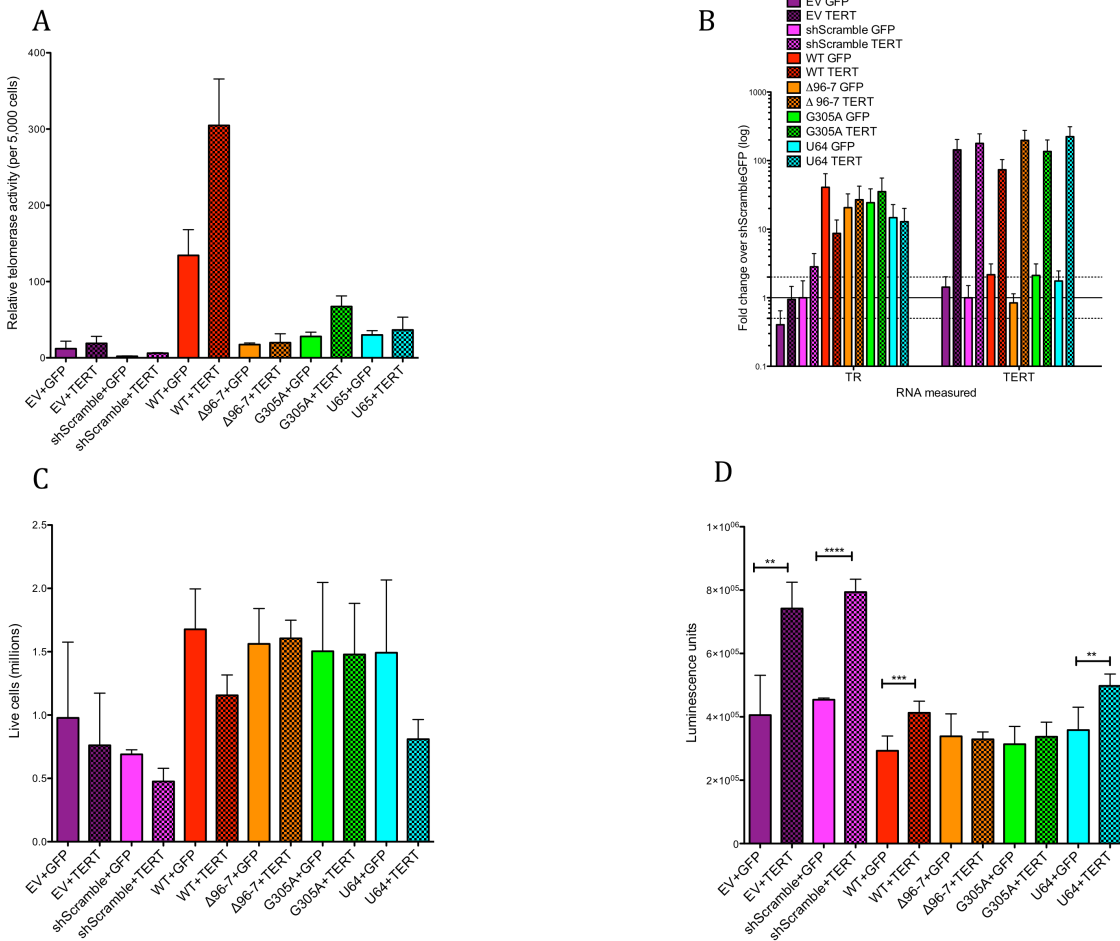 A
Relative telomerase activity (per 5,000 cells)
400
300
200
100
0
EV+GFP
EV+TERT
shScramble+GFP
shScramble+TERT
WT+GFP
WT+TERT
Δ96-7+GFP
Δ96-7+TERT
G305A+GFP
G305A+TERT
U65+GFP
U65+TERT
B
EV GFP
EV TERT
shScramble GFP
shScramble TERT
WT GFP
WT TERT
Δ96-7 GFP
Δ 96-7 TERT
G305A GFP
G305A TERT
U64 GFP
U64 TERT
Fold change over shScrambleGFP (log)
1000
100
10
1
0.1
TR
TERT
RNA measured
C
Live cells (millions)
2.5
2.0
1.5
1.0
0.5
0.0
EV+GFP
EV+TERT
shScramble+GFP
shScramble+TERT
WT+GFP
WT+TERT
Δ96-7+GFP
Δ96-7+TERT
G305A+GFP
G305A+TERT
U64+GFP
U64+TERT
D
Luminescence units
1×10⁰⁶
8×10⁰⁵
6×10⁰⁵
4×10⁰⁵
2×10⁰⁵
0
**
****
***
**
EV+GFP
EV+TERT
shScramble+GFP
shScramble+TERT
WT+GFP
WT+TERT
Δ96-7+GFP
Δ96-7+TERT
G305A+GFP
G305A+TERT
U64+GFP
U64+TERT